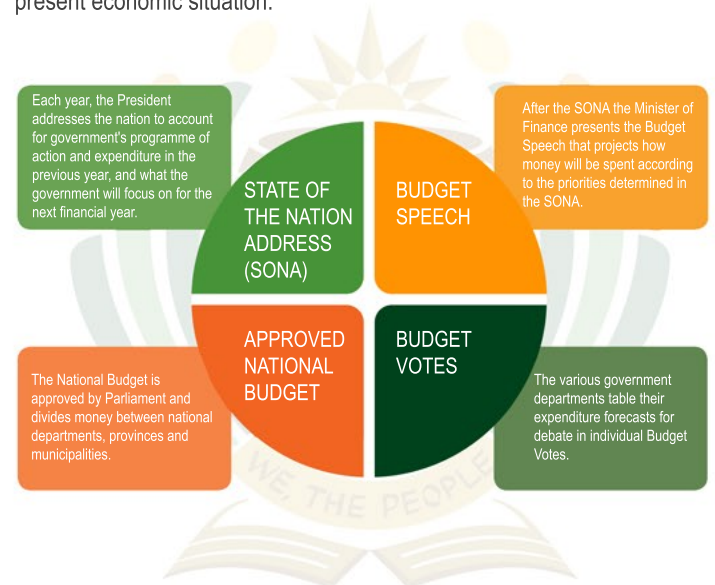 present economic situation.
Each year, the President
addresses the nation to account
for government's programme of
action and expenditure in the
previous year, and what the
government will focus on for the
next financial year.
STATE OF
THE NATION
ADDRESS
(SONA)
BUDGET
SPEECH
After the SONA the Minister of
Finance presents the Budget
Speech that projects how
money will be spent according
to the priorities determined in
the SONA.
The National Budget is
approved by Parliament and
divides money between national
departments, provinces and
municipalities.
APPROVED
NATIONAL
BUDGET
BUDGET
VOTES
The various government
departments table their
expenditure forecasts for
debate in individual Budget
Votes.
WE, THE PEOPLE